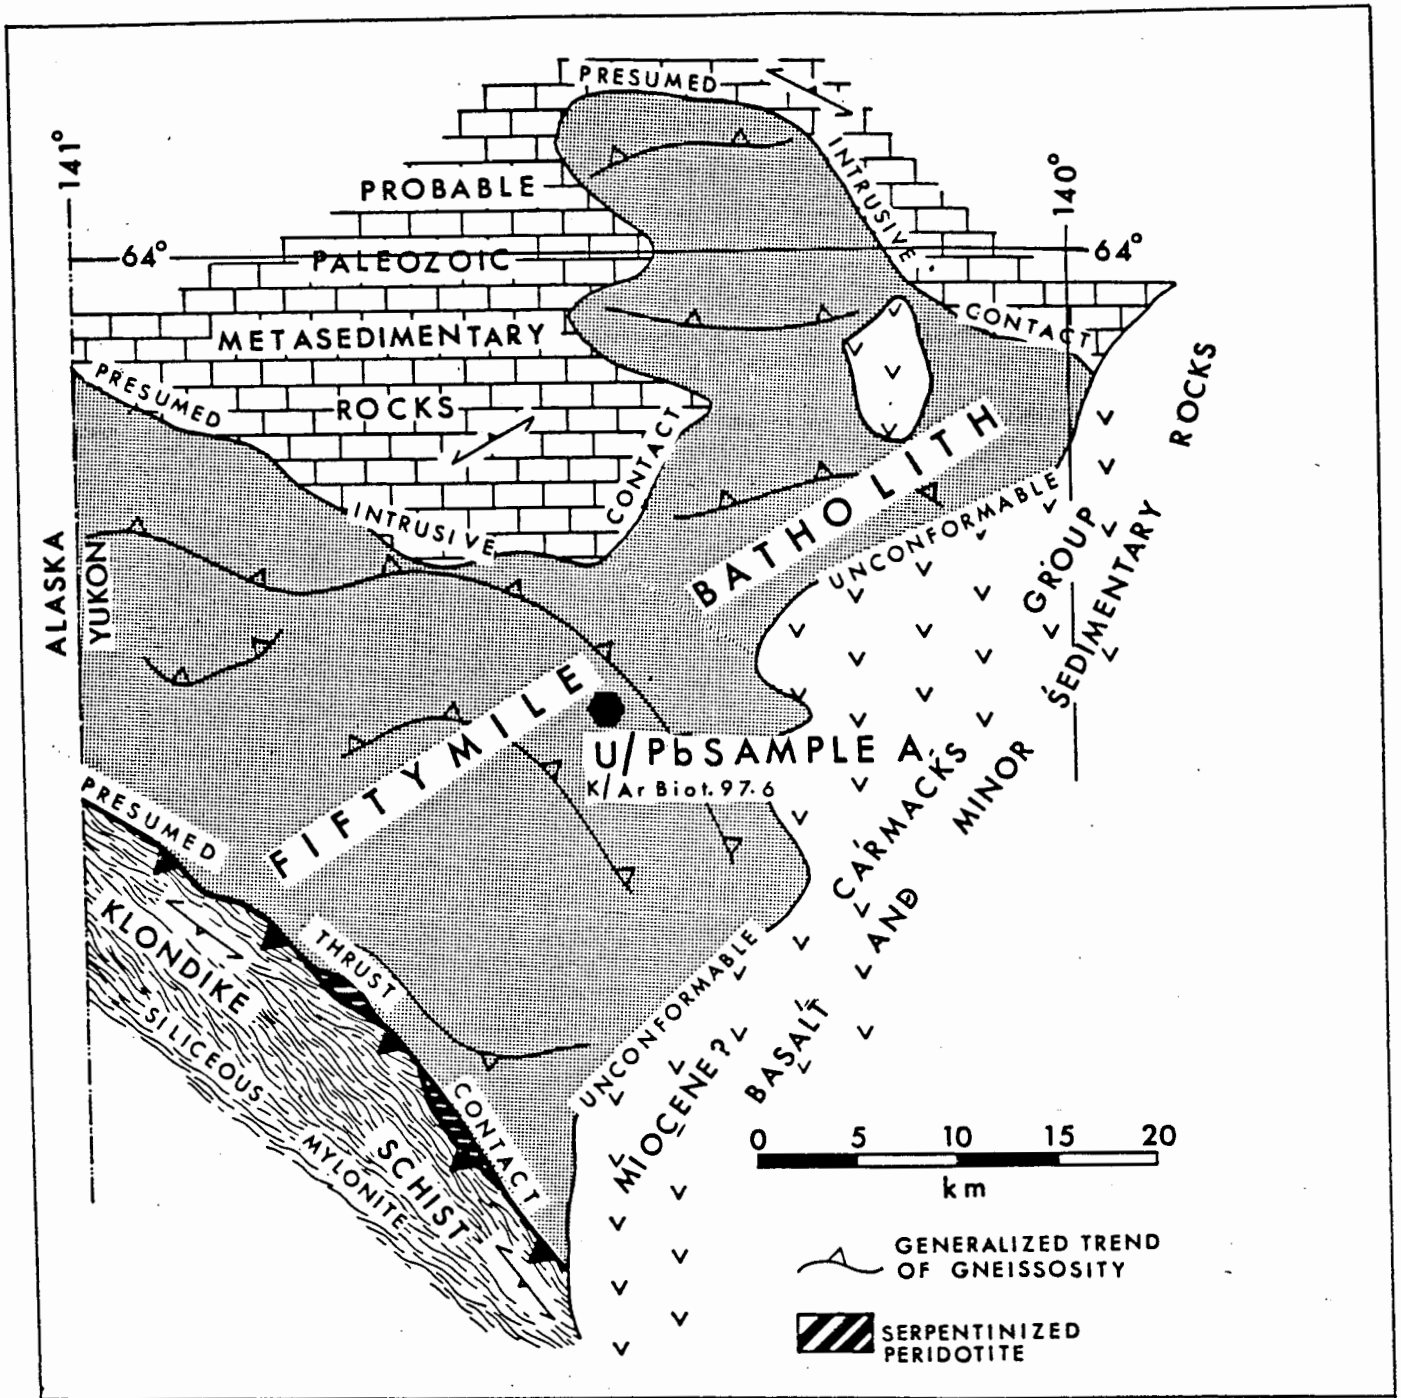 PRESUMED
INTRUSIVE
CONTACT
141°
140°
64°
64°
PROBABLE
PALEOZOIC
METASEDIMENTARY
ROCKS
PRESUMED
INTRUSIVE
CONTACT
ALASKA
YUKON
FIFTYMILE
BATHOLITH
UNCONFORMABLE
U/Pb SAMPLE A
K/Ar Biot. 97.6
PRESUMED
THRUST
CONTACT
KLONDIKE
SCHIST
SILICEOUS
MYLONITE
UNCONFORMABLE
MIOCENE? CARMACKS GROUP
BASALT AND MINOR SEDIMENTARY ROCKS
0 5 10 15 20
km
GENERALIZED TREND
OF GNEISSOSITY
SERPENTINIZED
PERIDOTITE